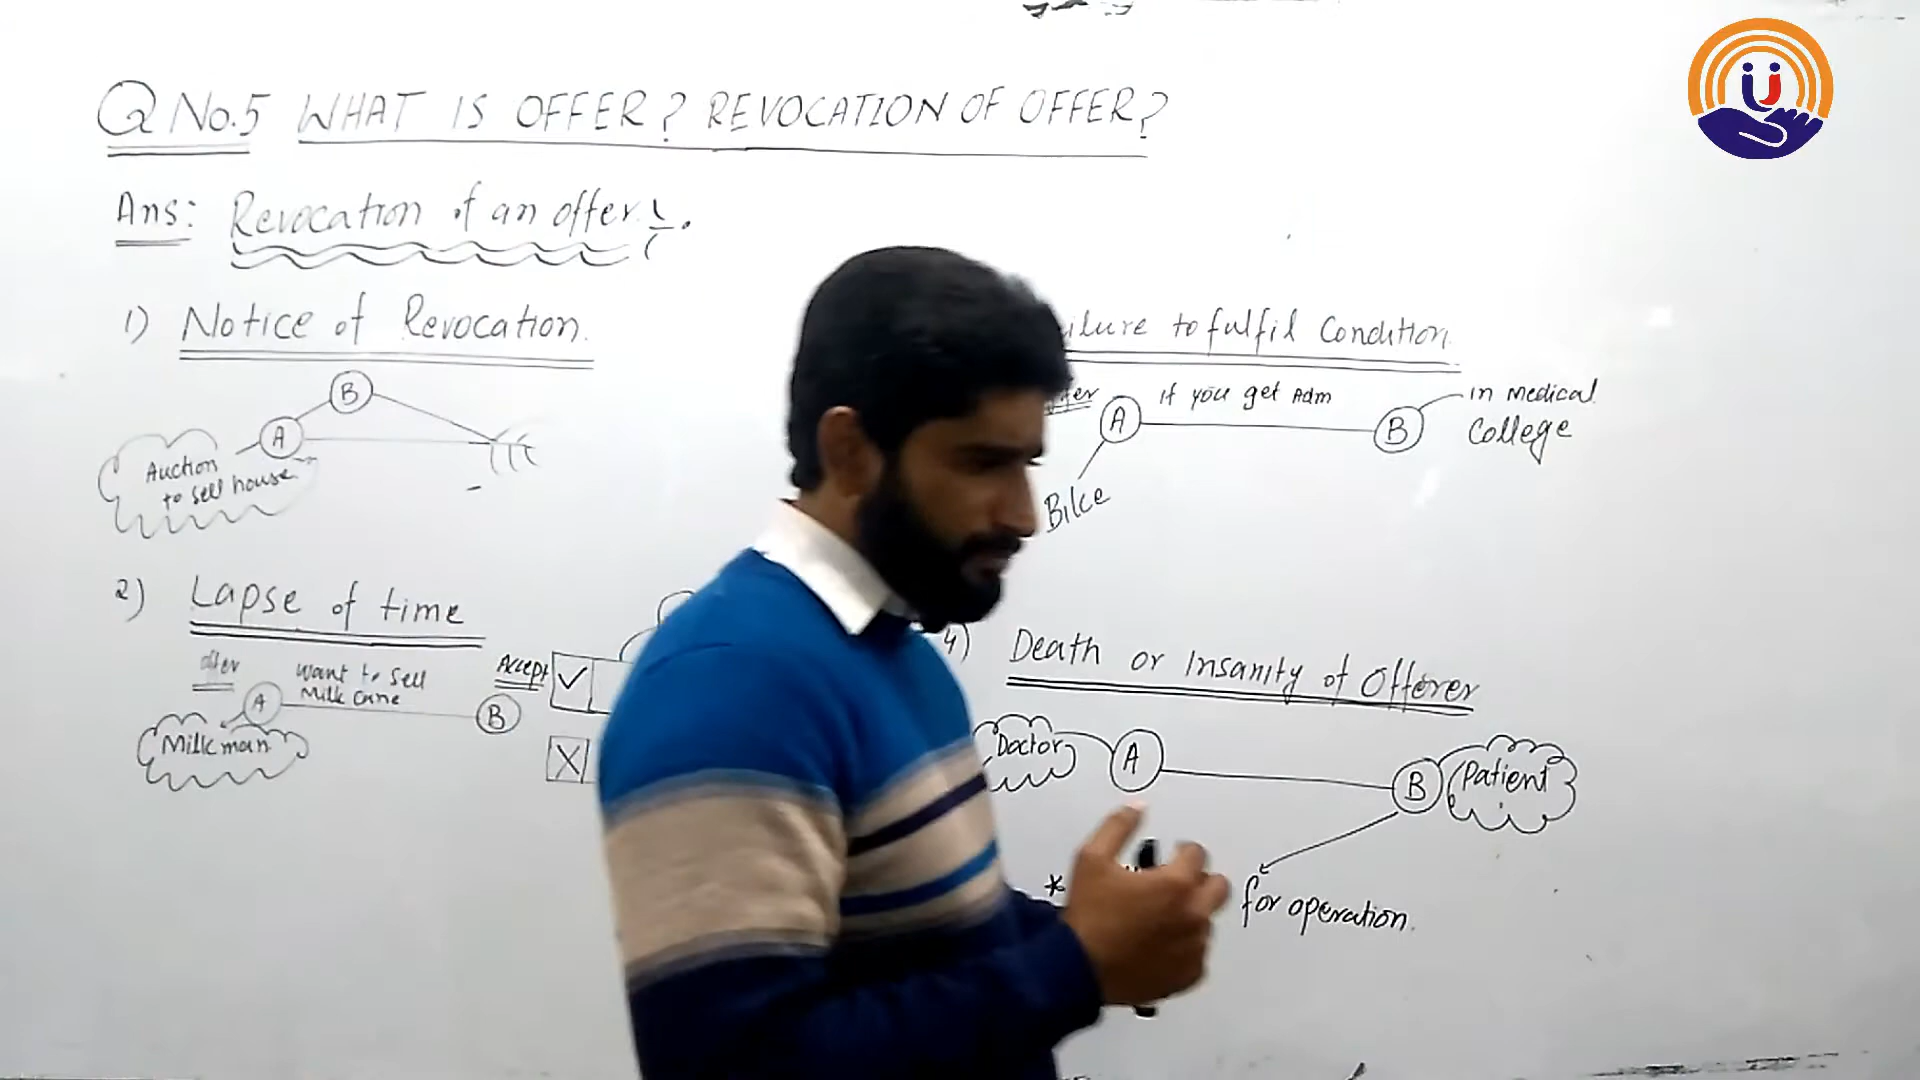 Q No.5 WHAT IS OFFER? REVOCATION OF OFFER?
Ans: Revocation of an offer:
1) Notice of Revocation.
B
A
Auction
to sell house
2) Lapse of time
offer
want to sell
Milk cane
A
B
Accept
Milk man
ilure to fulfil Condition.
A
if you get Adm
B
in Medical
College
Bike
4) Death or Insanity of Offerer
Doctor
A
B
Patient
for operation.